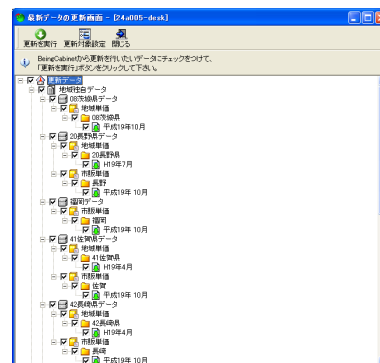 最新データの更新画面 - [24a005-desk]
更新を実行 更新対象設定 閉じる
BeingCabinetから更新を行いたいデータにチェックをつけて、
「更新を実行」ボタンをクリックして下さい。
更新データ
地域独自データ
08茨城県データ
地域単価
08茨城県
平成19年10月
20長野県データ
地域単価
20長野県
H19年7月
市販単価
長野
平成19年 10月
福岡データ
市販単価
福岡
平成19年 10月
41佐賀県データ
地域単価
41佐賀県
H19年4月
市販単価
佐賀
平成19年 10月
42長崎県データ
地域単価
42長崎県
H19年4月
市販単価
長崎
平成19年 10月